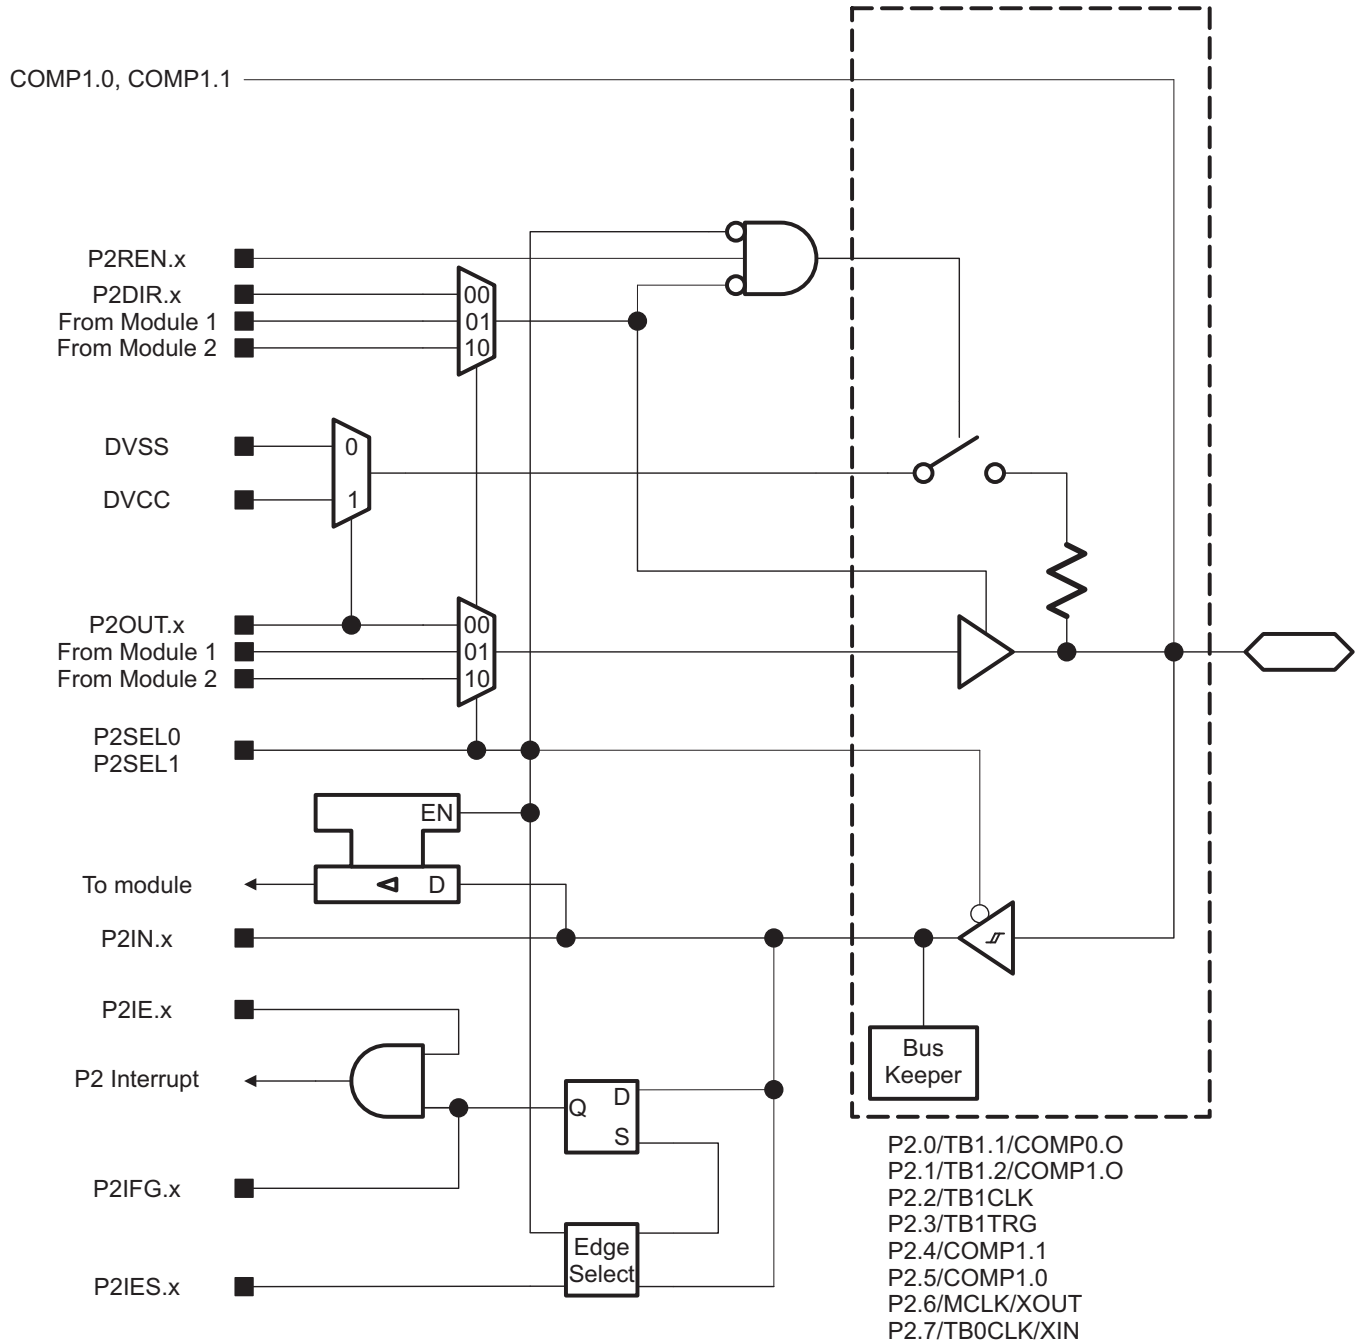 COMP1.0, COMP1.1
P2REN.x
P2DIR.x
From Module 1
From Module 2
00
01
10
DVSS
DVCC
0
1
P2OUT.x
From Module 1
From Module 2
00
01
10
P2SEL0
P2SEL1
EN
To module
D
P2IN.x
P2IE.x
P2 Interrupt
Q
D
S
Bus
Keeper
P2IFG.x
Edge
Select
P2IES.x
P2.0/TB1.1/COMP0.O
P2.1/TB1.2/COMP1.O
P2.2/TB1CLK
P2.3/TB1TRG
P2.4/COMP1.1
P2.5/COMP1.0
P2.6/MCLK/XOUT
P2.7/TB0CLK/XIN